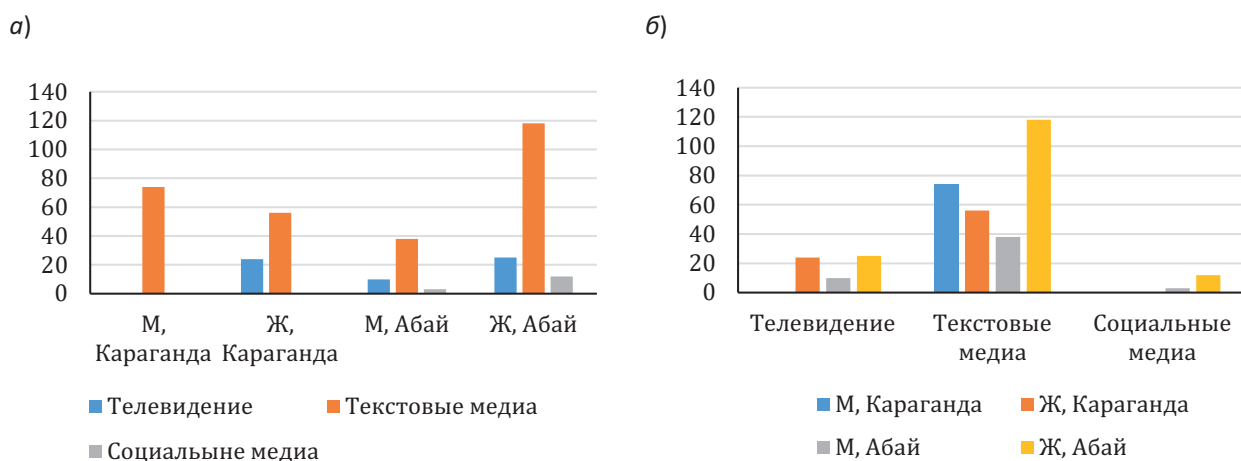 а)
140
120
100
80
60
40
20
0
М,
Караганда
Ж,
Караганда
М, Абай
Ж, Абай
Телевидение
Текстовые медиа
Социальыне медиа
б)
140
120
100
80
60
40
20
0
Телевидение
Текстовые
медиа
Социальные
медиа
М, Караганда
Ж, Караганда
М, Абай
Ж, Абай